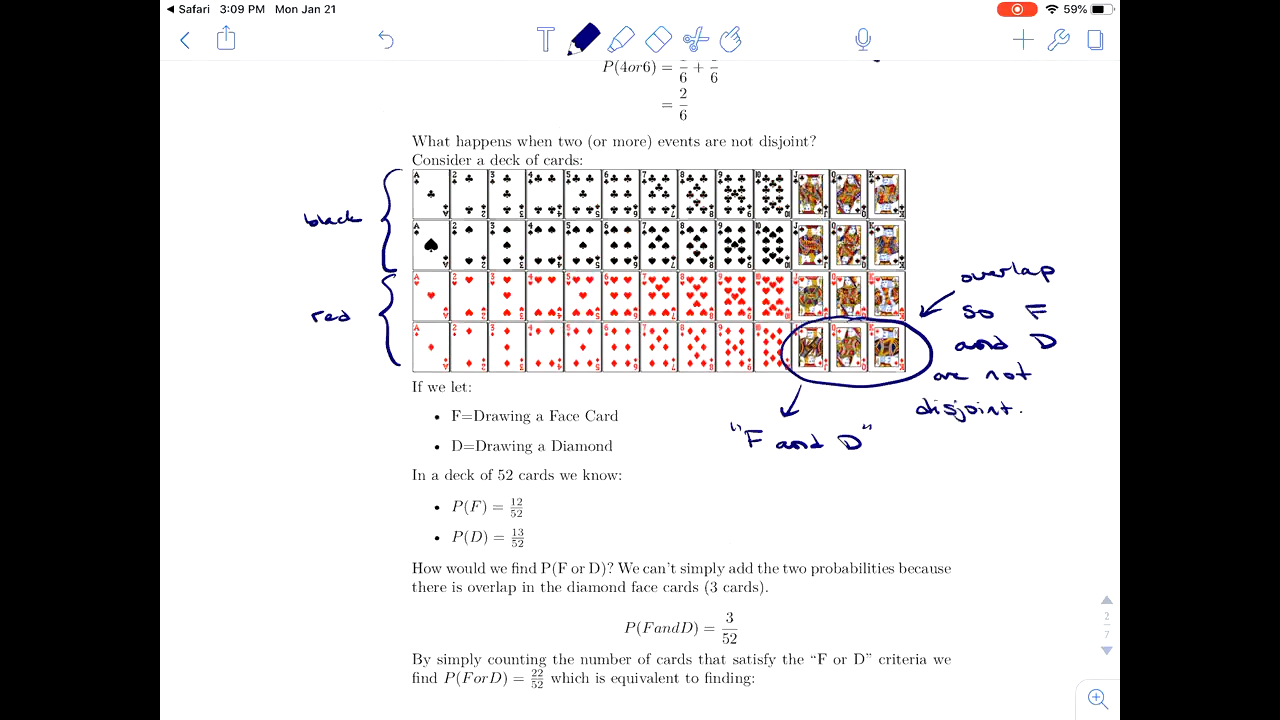 Safari 3:09 PM Mon Jan 21 59%
P(4or6) = 1/6 + 1/6
= 2/6
What happens when two (or more) events are not disjoint?
Consider a deck of cards:
black
red
overlap
so F
and D
are not
disjoint.
"F and D"
If we let:
• F=Drawing a Face Card
• D=Drawing a Diamond
In a deck of 52 cards we know:
• P(F) = 12/52
• P(D) = 13/52
How would we find P(F or D)? We can't simply add the two probabilities because
there is overlap in the diamond face cards (3 cards).
P(FandD) = 3/52
2/7
By simply counting the number of cards that satisfy the “F or D” criteria we
find P(ForD) = 22/52 which is equivalent to finding: